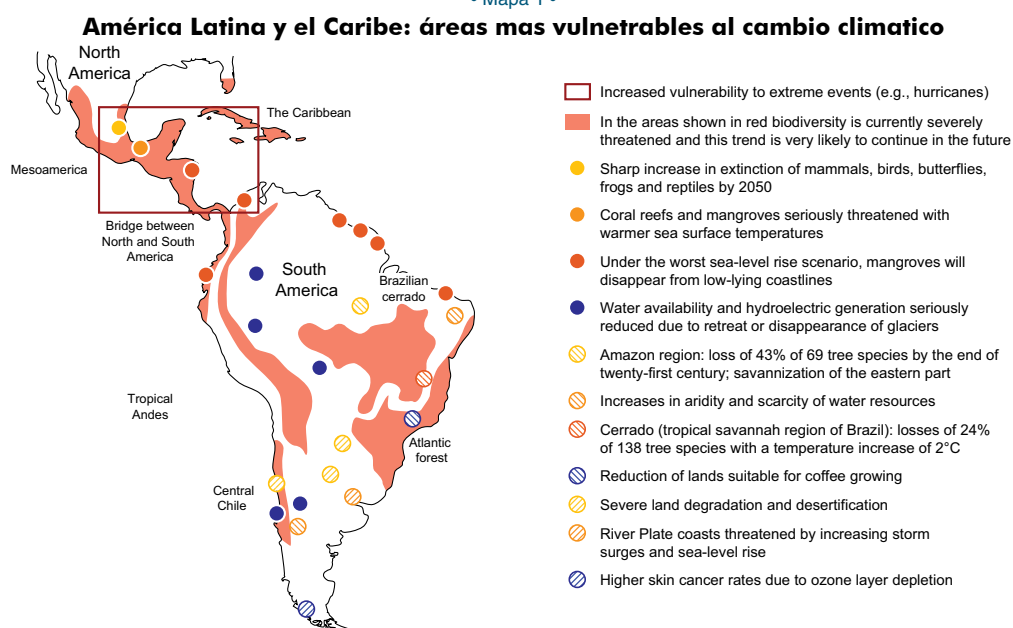 • Mapa 1 •
América Latina y el Caribe: áreas mas vulnetrables al cambio climatico
North
America
The Caribbean
Mesoamerica
Bridge between
North and South
America
South
America
Brazilian
cerrado
Tropical
Andes
Atlantic
forest
Central
Chile
Increased vulnerability to extreme events (e.g., hurricanes)
In the areas shown in red biodiversity is currently severely
threatened and this trend is very likely to continue in the future
Sharp increase in extinction of mammals, birds, butterflies,
frogs and reptiles by 2050
Coral reefs and mangroves seriously threatened with
warmer sea surface temperatures
Under the worst sea-level rise scenario, mangroves will
disappear from low-lying coastlines
Water availability and hydroelectric generation seriously
reduced due to retreat or disappearance of glaciers
Amazon region: loss of 43% of 69 tree species by the end of
twenty-first century; savannization of the eastern part
Increases in aridity and scarcity of water resources
Cerrado (tropical savannah region of Brazil): losses of 24%
of 138 tree species with a temperature increase of 2°C
Reduction of lands suitable for coffee growing
Severe land degradation and desertification
River Plate coasts threatened by increasing storm
surges and sea-level rise
Higher skin cancer rates due to ozone layer depletion